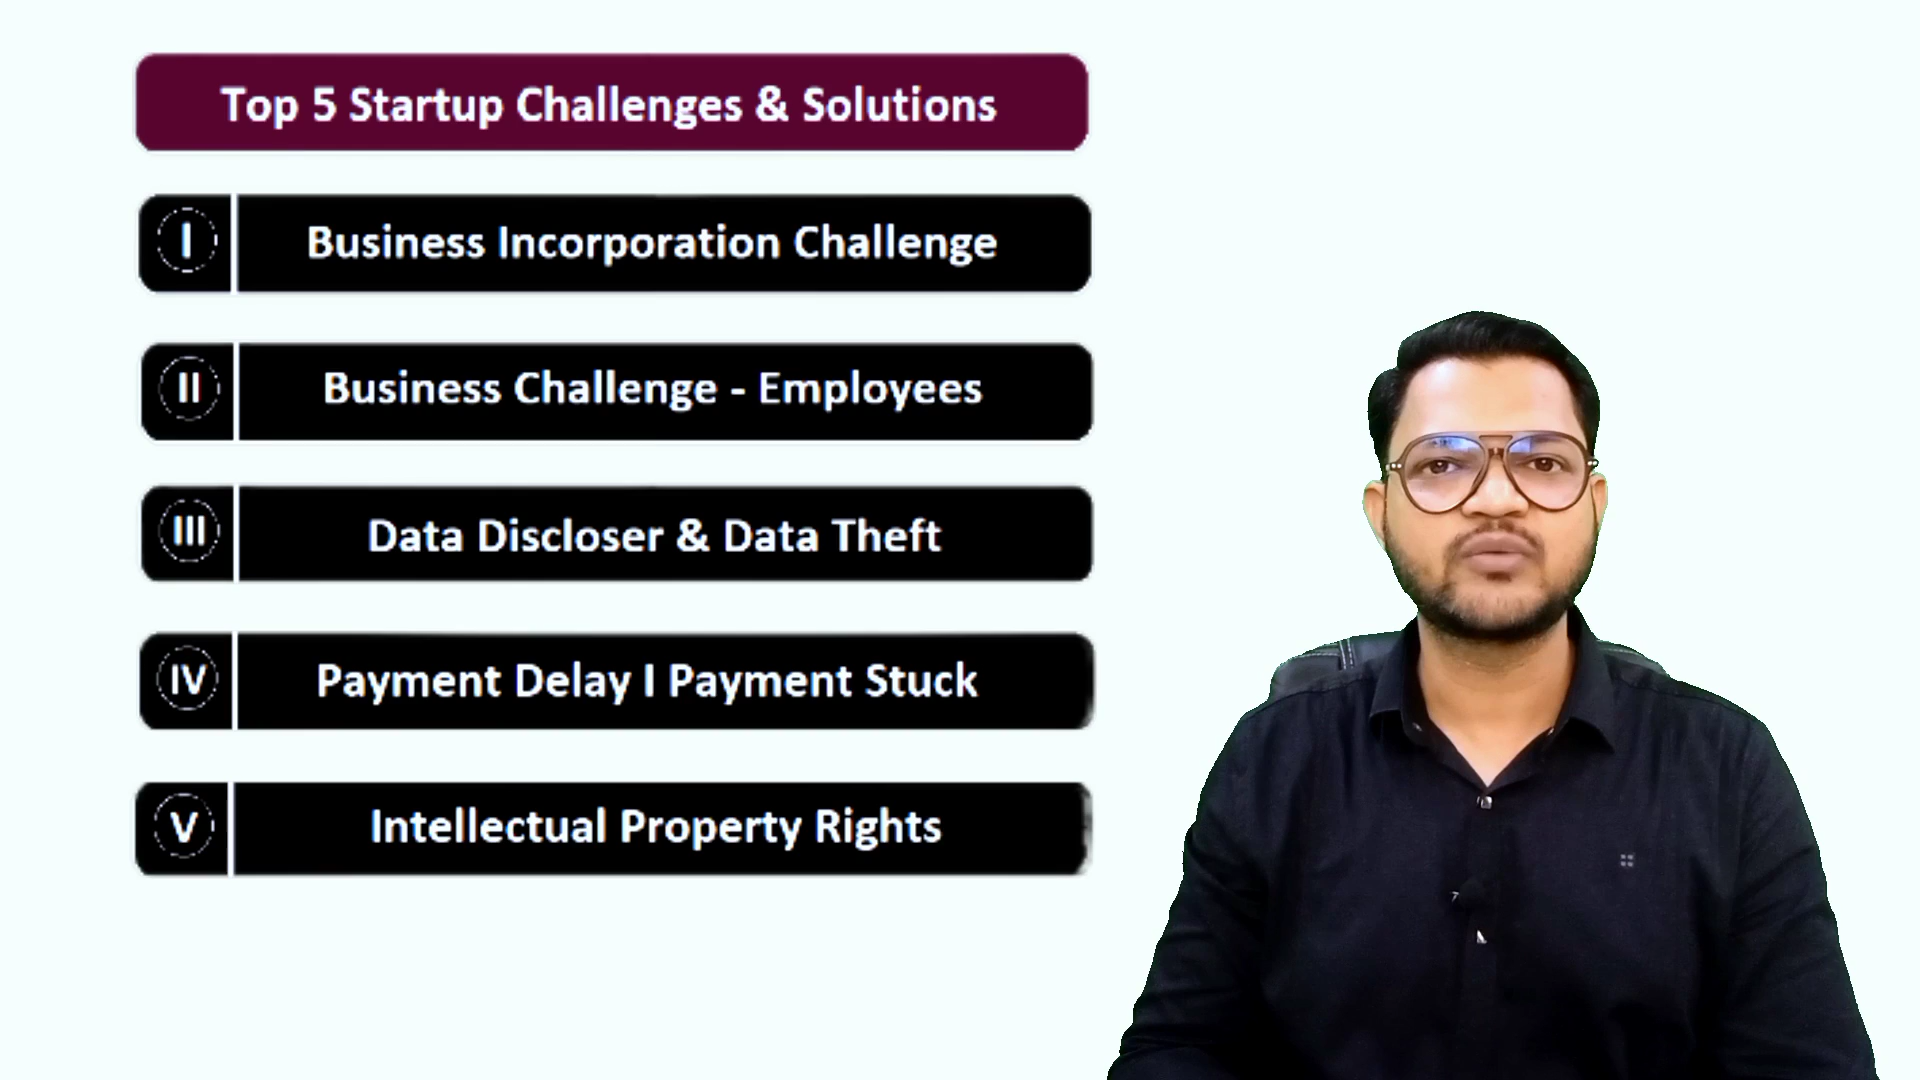 Top 5 Startup Challenges & Solutions
I Business Incorporation Challenge
II Business Challenge - Employees
III Data Discloser & Data Theft
IV Payment Delay I Payment Stuck
V Intellectual Property Rights